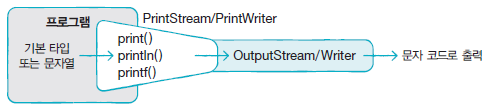 프로그램
PrintStream/PrintWriter
기본 타입
또는 문자열
print()
println()
printf()
OutputStream/Writer
문자 코드로 출력